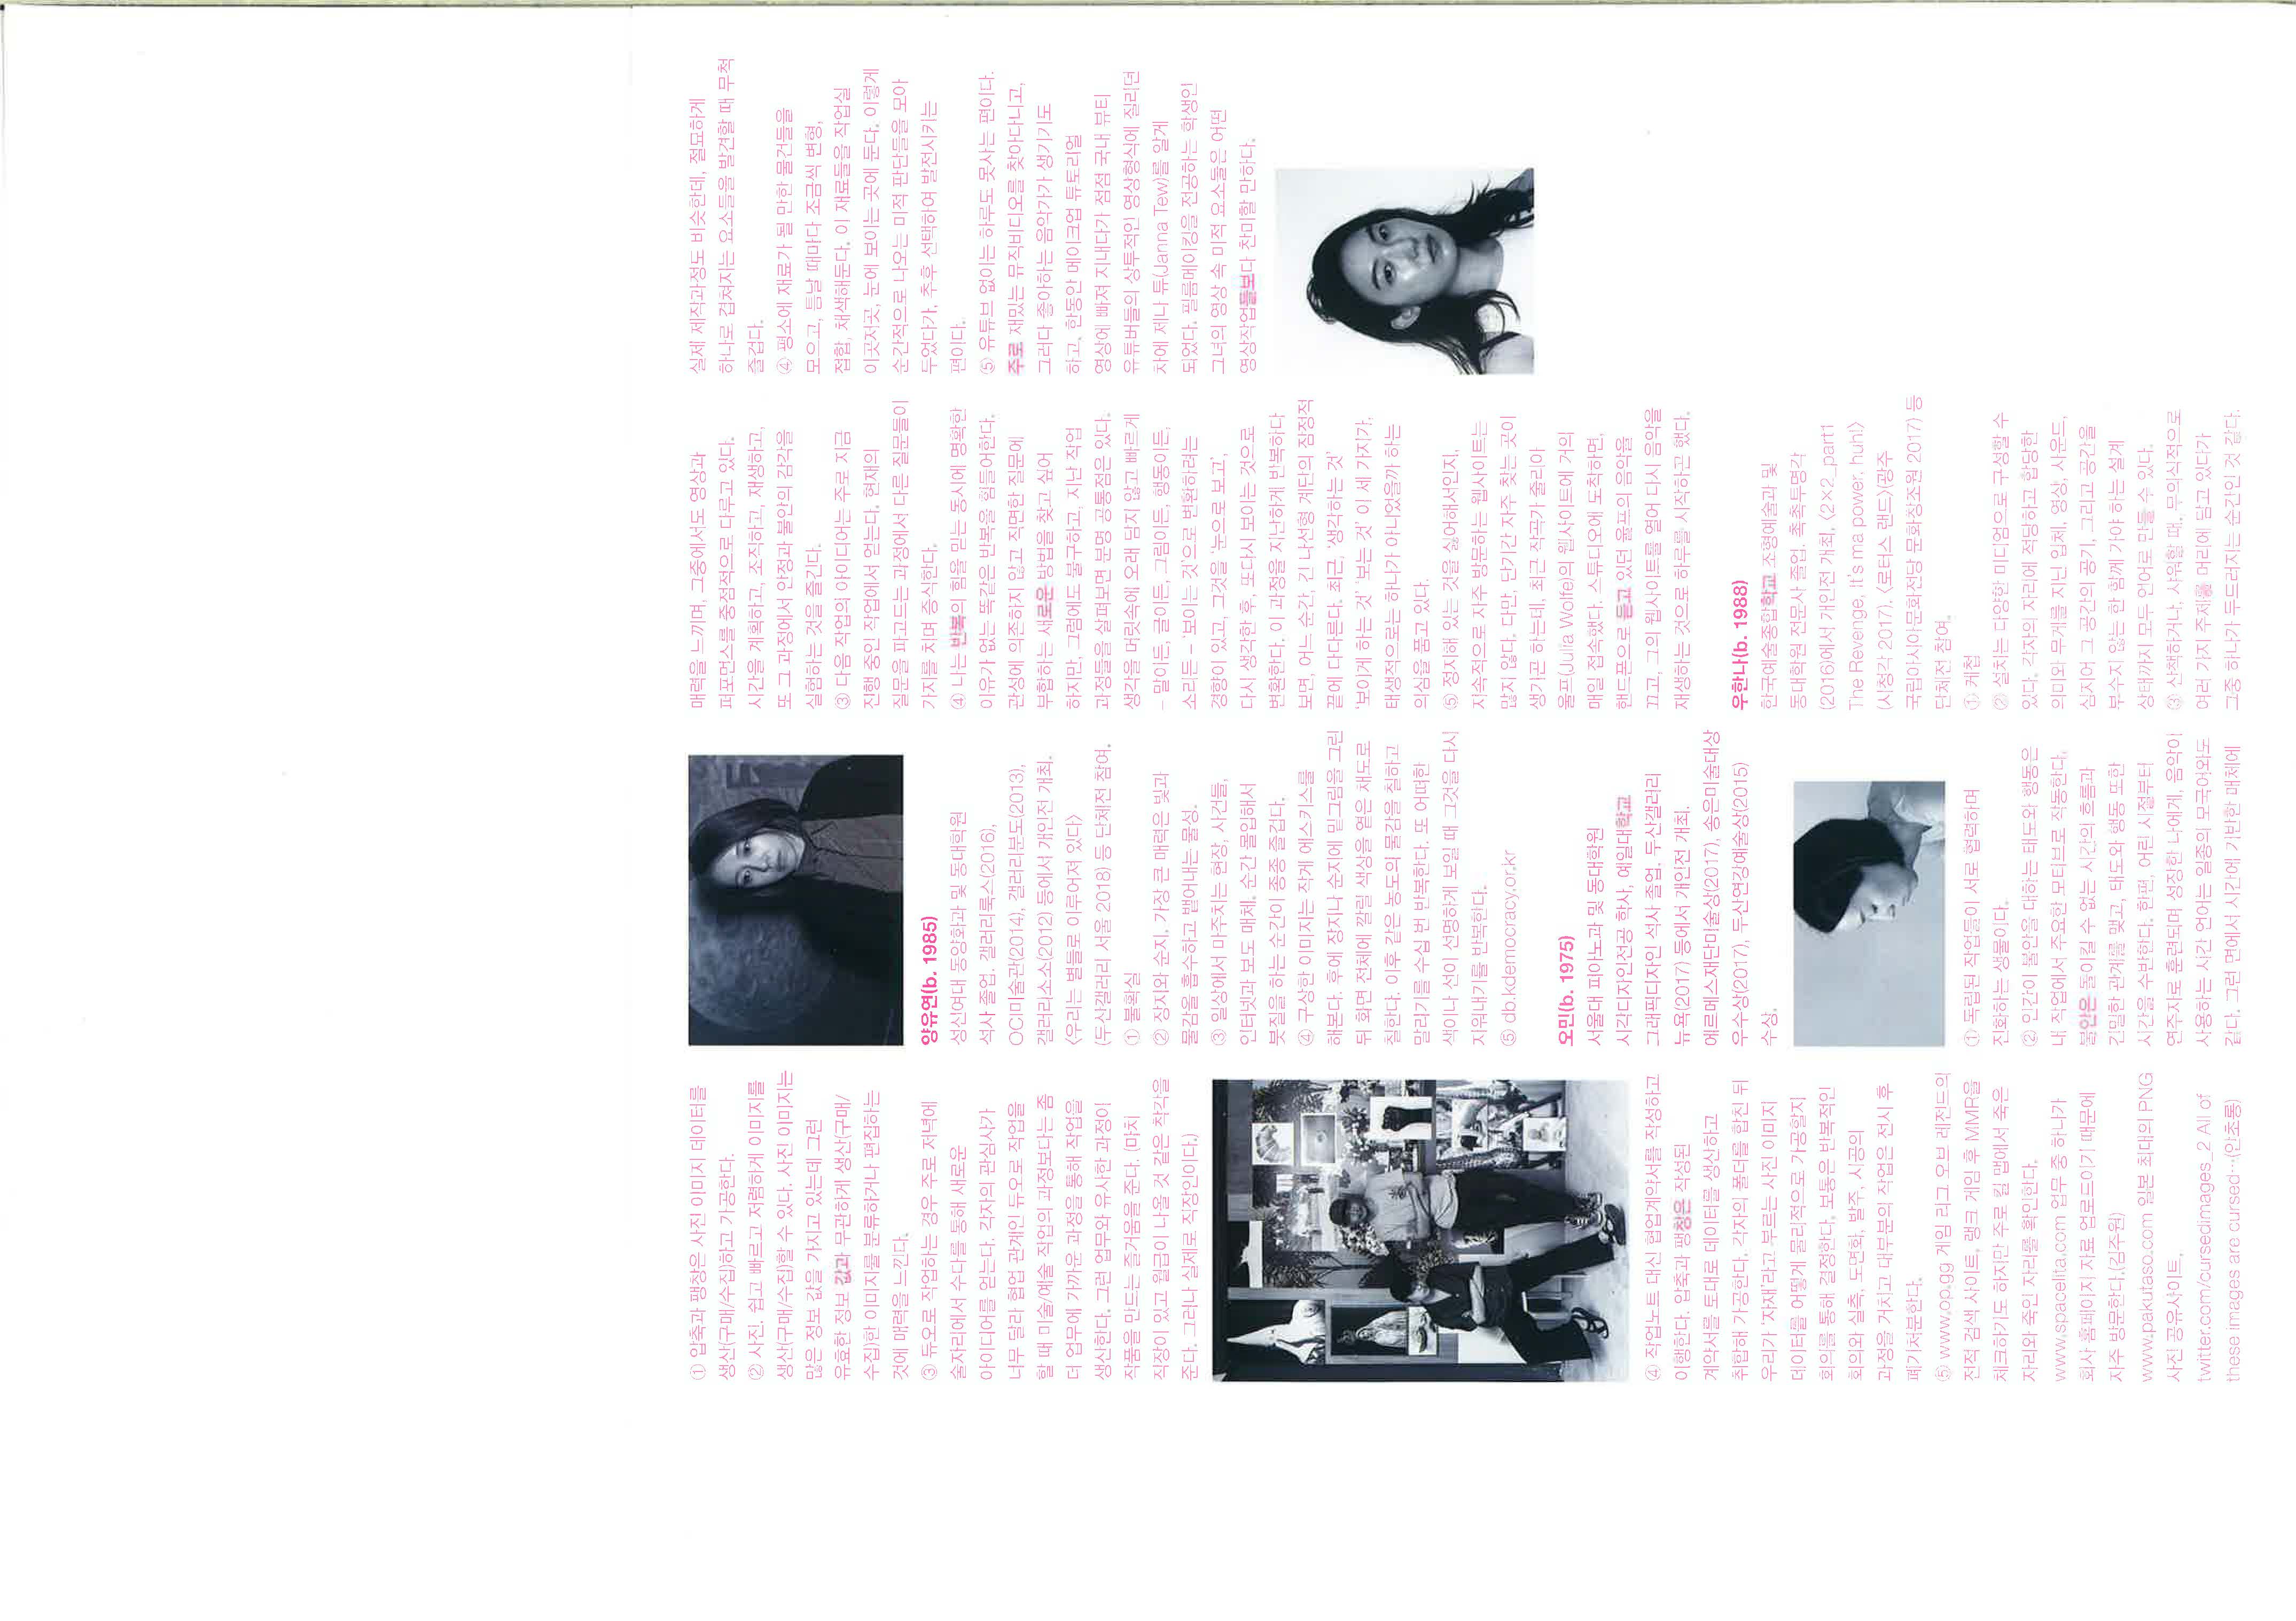 ① 압축과 팽창은 사진 이미지 데이터를
생산(구매/수집)하고 가공한다.
② 사진. 쉽고 빠르고 저렴하게 이미지를
생산(구매/수집)할 수 있다. 사진 이미지는
많은 정보 값을 가지고 있는데 그런
유효한 정보 값과 무관하게 생산(구매/
수집)한 이미지를 분류하거나 편집하는
것에 매력을 느낀다.
③ 듀오로 작업하는 경우 주로 저녁에
술자리에서 수다를 통해 새로운
아이디어를 얻는다. 각자의 관심사가
너무 달라 협업 관계인 듀오로 작업을
할 때 미술/예술 작업의 과정보다는 좀
더 업무에 가까운 과정을 통해 작업을
생산한다. 그런 업무와 유사한 과정이
작품을 만드는 즐거움을 준다. (마치
직장이 있고 월급이 나올 것 같은 착각을
준다. 그러나 실제로 직장인이다.)
④ 작업노트 대신 협업계약서를 작성하고
이행한다. 압축과 팽창은 작성된
계약서를 토대로 데이터를 생산하고
취합해 가공한다. 각자의 폴더를 합친 뒤
우리가 ‘자재’라고 부르는 사진 이미지
데이터를 어떻게 물리적으로 가공할지
회의를 통해 결정한다. 보통은 반복적인
회의와 실측, 도면화, 발주, 시공의
과정을 거치고 대부분의 작업은 전시 후
폐기처분한다.
⑤ www.op.gg 게임 리그 오브 레전드의
전적 검색 사이트. 랭크 게임 후 MMR을
체크하기도 하지만 주로 킬 맵에서 죽은
자리와 죽인 자리를 확인한다.
www.spacelita.com 업무 중 하나가
회사 홈페이지 자료 업로드이기 때문에
자주 방문한다.(김주원)
www.pakutaso.com 일본 최대의 PNG
사진 공유사이트.
twitter.com/cursedimages_2 All of
these images are cursed…(안초롱)
양유연(b. 1985)
성신여대 동양화과 및 동대학원
석사 졸업. 갤러리룩스(2016),
OCI미술관(2014), 갤러리분도(2013),
갤러리소소(2012) 등에서 개인전 개최.
〈우리는 별들로 이루어져 있다〉
(두산갤러리 서울 2018) 등 단체전 참여.
① 불확실
② 장지와 순지. 가장 큰 매력은 빛과
물감을 흡수하고 뱉어내는 물성.
③ 일상에서 마주치는 현장, 사건들,
인터넷과 보도 매체. 순간 몰입해서
붓질을 하는 순간이 종종 즐겁다.
④ 구상한 이미지는 작게 에스키스를
해본다. 후에 장지나 순지에 밑그림을 그린
뒤 화면 전체에 깔릴 색상을 옅은 채도로
칠한다. 이후 같은 농도의 물감을 칠하고
말리기를 수십 번 반복한다. 또 어떠한
색이나 선이 선명하게 보일 때 그것을 다시
지워내기를 반복한다.
⑤ db.kdemocracy.or.kr
오민(b. 1975)
서울대 피아노과 및 동대학원
시각디자인전공 학사, 예일대학교
그래픽디자인 석사 졸업. 두산갤러리
뉴욕(2017) 등에서 개인전 개최.
에르메스재단미술상(2017), 송은미술대상
우수상(2017), 두산연강예술상(2015)
수상.
① 독립된 작업들이 서로 협력하며
진화하는 생물이다.
② 인간이 불안을 대하는 태도와 행동은
내 작업에서 주요한 모티브로 작동한다.
불안은 돌이킬 수 없는 시간의 흐름과
긴밀한 관계를 맺고, 태도와 행동 또한
시간을 수반한다. 한편, 어린 시절부터
연주자로 훈련되며 성장한 나에게, 음악이
사용하는 시간 언어는 일종의 모국어와도
같다. 그런 면에서 시간에 기반한 매체에
매력을 느끼며, 그중에서도 영상과
퍼포먼스를 중점적으로 다루고 있다.
시간을 계획하고, 조직하고, 재생하고,
또 그 과정에서 안정과 불안의 감각을
실험하는 것을 즐긴다.
③ 다음 작업의 아이디어는 주로 지금
진행 중인 작업에서 얻는다. 현재의
질문을 파고드는 과정에서 다른 질문들이
가지를 치며 증식한다.
④ 나는 반복의 힘을 믿는 동시에 명확한
이유가 없는 똑같은 반복을 힘들어한다.
관성에 의존하지 않고 직면한 질문에
부합하는 새로운 방법을 찾고 싶어
하지만, 그럼에도 불구하고, 지난 작업
과정들을 살펴보면 분명 공통점은 있다.
생각을 머릿속에 오래 담지 않고 빠르게
– 말이든, 글이든, 그림이든, 행동이든,
소리든 – ‘보이는 것’으로 변환하려는
경향이 있고, 그것을 ‘눈으로 보고’,
다시 생각한 후, 또다시 보이는 것으로
변환한다. 이 과정을 지난하게 반복하다
보면, 어느 순간, 긴 나선형 계단의 잠정적
끝에 다다른다. 최근, ‘생각하는 것’
‘보이게 하는 것’ ‘보는 것’ 이 세 가지가,
태생적으로는 하나가 아니었을까 하는
의심을 품고 있다.
⑤ 정지해 있는 것을 싫어해서인지,
지속적으로 자주 방문하는 웹사이트는
많지 않다. 다만, 단기간 자주 찾는 곳이
생기곤 하는데, 최근 작곡가 줄리아
울프(Julia Wolfe)의 웹사이트에 거의
매일 접속했다. 스튜디오에 도착하면,
핸드폰으로 듣고 있던 울프의 음악을
끄고, 그의 웹사이트를 열어 다시 음악을
재생하는 것으로 하루를 시작하곤 했다.
우한나(b. 1988)
한국예술종합학교 조형예술과 및
동대학원 전문사 졸업. 촉촉투명각
(2016)에서 개인전 개최, 〈2×2_part1
The Revenge, It's ma power. huh!〉
(시청각 2017), 〈로터스 랜드〉(광주
국립아시아문화전당 문화창조원 2017) 등
단체전 참여.
① 케첩
② 설치는 다양한 미디엄으로 구성할 수
있다. 각자의 자리에 적당하고 합당한
의미와 무게를 지닌 입체, 영상, 사운드,
심지어 그 공간의 공기, 그리고 공간을
부수지 않는 한 함께 가야 하는 설계
상태까지 모두 언어로 만들 수 있다.
③ 산책하거나, 샤워할 때, 무의식적으로
여러 가지 주제를 머리에 담고 있다가
그중 하나가 두드러지는 순간인 것 같다.
실제 제작과정도 비슷한데, 절묘하게
하나로 겹쳐지는 요소들을 발견할 때 무척
즐겁다.
④ 평소에 재료가 될 만한 물건들을
모으고, 틈날 때마다 조금씩 변형,
접합, 채색해둔다. 이 재료들을 작업실
이곳저곳, 눈에 보이는 곳에 둔다. 이렇게
순간적으로 나오는 미적 판단들을 모아
두었다가, 추후 선택하여 발전시키는
편이다.
⑤ 유튜브 없이는 하루도 못사는 편이다.
주로 재밌는 뮤직비디오를 찾아다니고,
그러다 좋아하는 음악가가 생기기도
하고, 한동안 메이크업 튜토리얼
영상에 빠져 지내다가 점점 국내 뷰티
유튜버들의 상투적인 영상형식에 질리던
차에 제나 튜(Janna Tew)를 알게
되었다. 필름메이킹을 전공하는 학생인
그녀의 영상 속 미적 요소들은 어떤
영상작업들보다 찬미할 만하다.